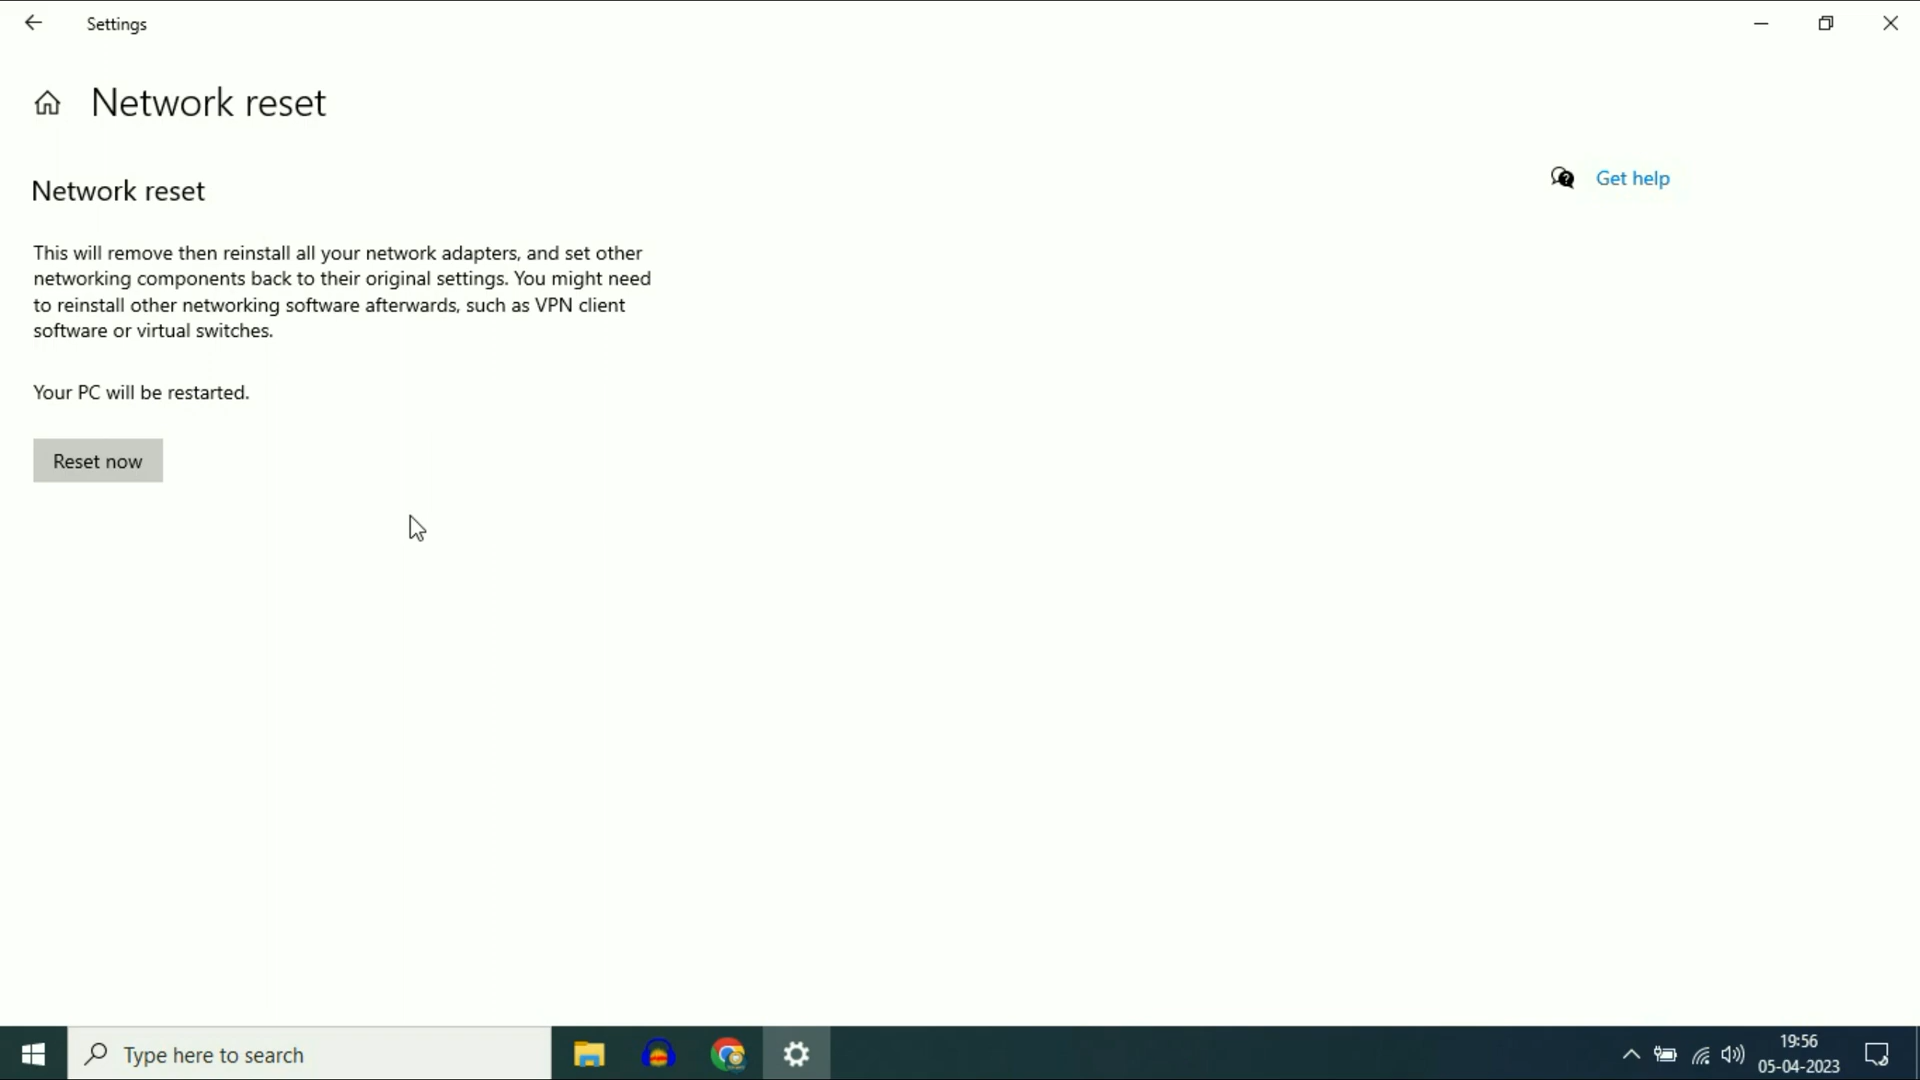 Settings
Network reset
Network reset
Get help
This will remove then reinstall all your network adapters, and set other
networking components back to their original settings. You might need
to reinstall other networking software afterwards, such as VPN client
software or virtual switches.
Your PC will be restarted.
Reset now
Type here to search
19:56
05-04-2023